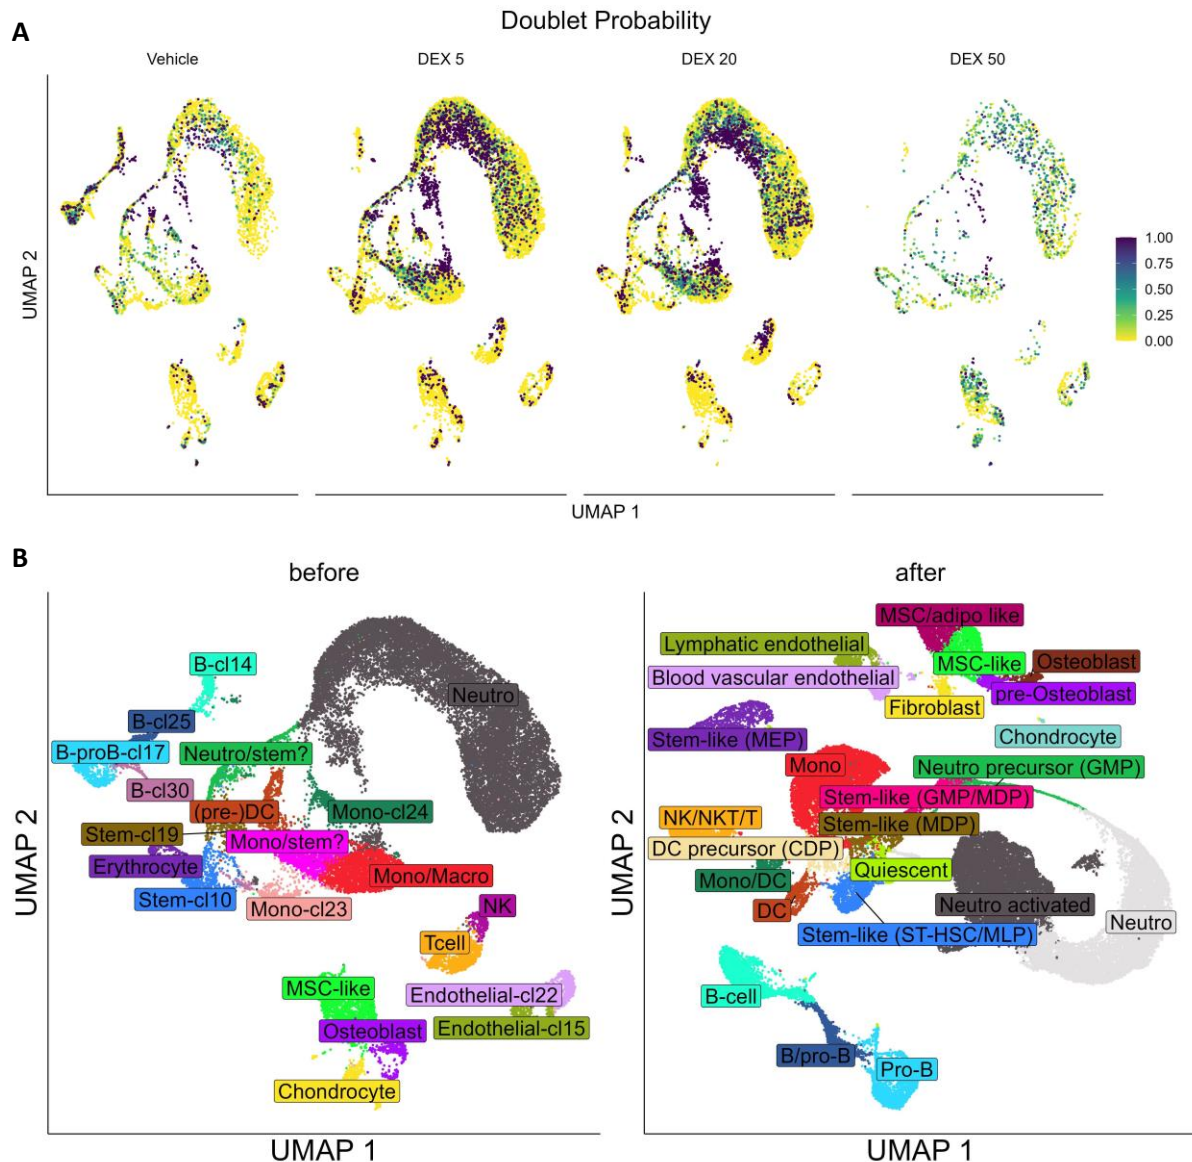 A
Doublet Probability
Vehicle
DEX 5
DEX 20
DEX 50
UMAP 2
1.00
0.75
0.50
0.25
0.00
UMAP 1
B
before
after
B-cl14
B-cl25
B-proB-cl17
B-cl30
Neutro/stem?
Neutro
(pre-)DC
Mono-cl24
Stem-cl19
Mono/stem?
Erythrocyte
Mono/Macro
Stem-cl10
Mono-cl23
NK
Tcell
MSC-like
Endothelial-cl22
Osteoblast
Endothelial-cl15
Chondrocyte
UMAP 2
UMAP 1
MSC/adipo like
Lymphatic endothelial
MSC-like
Osteoblast
Blood vascular endothelial
pre-Osteoblast
Fibroblast
Stem-like (MEP)
Chondrocyte
Mono
Neutro precursor (GMP)
Stem-like (GMP/MDP)
NK/NKT/T
Stem-like (MDP)
DC precursor (CDP)
Quiescent
Mono/DC
Neutro activated
DC
Neutro
Stem-like (ST-HSC/MLP)
B-cell
B/pro-B
Pro-B
UMAP 2
UMAP 1